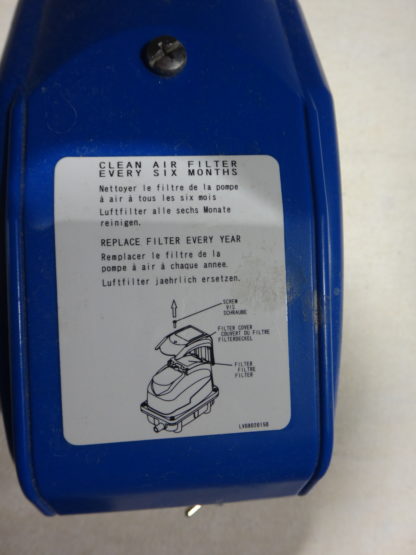 CLEAN AIR FILTER
EVERY SIX MONTHS
Nettoyer le filtre de la pompe
à air à tous les six mois
Luftfilter alle sechs Monate
reinigen.
REPLACE FILTER EVERY YEAR
Remplacer le filtre de la
pompe à air à chaque annee.
Luftfilter jaehrlich ersetzen.
SCREW
VIS
SCHRAUBE
FILTER COVER
COUVERT DU FILTRE
FILTERDECKEL
FILTER
FILTRE
FILTER